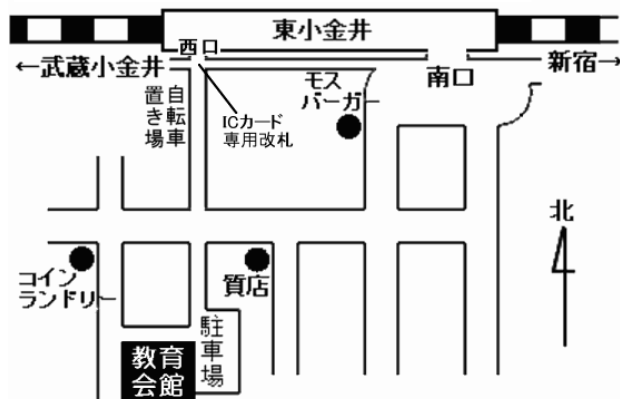 東小金井
西口
←武蔵小金井
南口
新宿→
自転車
置き場
ICカード
専用改札
モス
バーガー
北
コイン
ランドリー
質店
駐車場
教育
会館